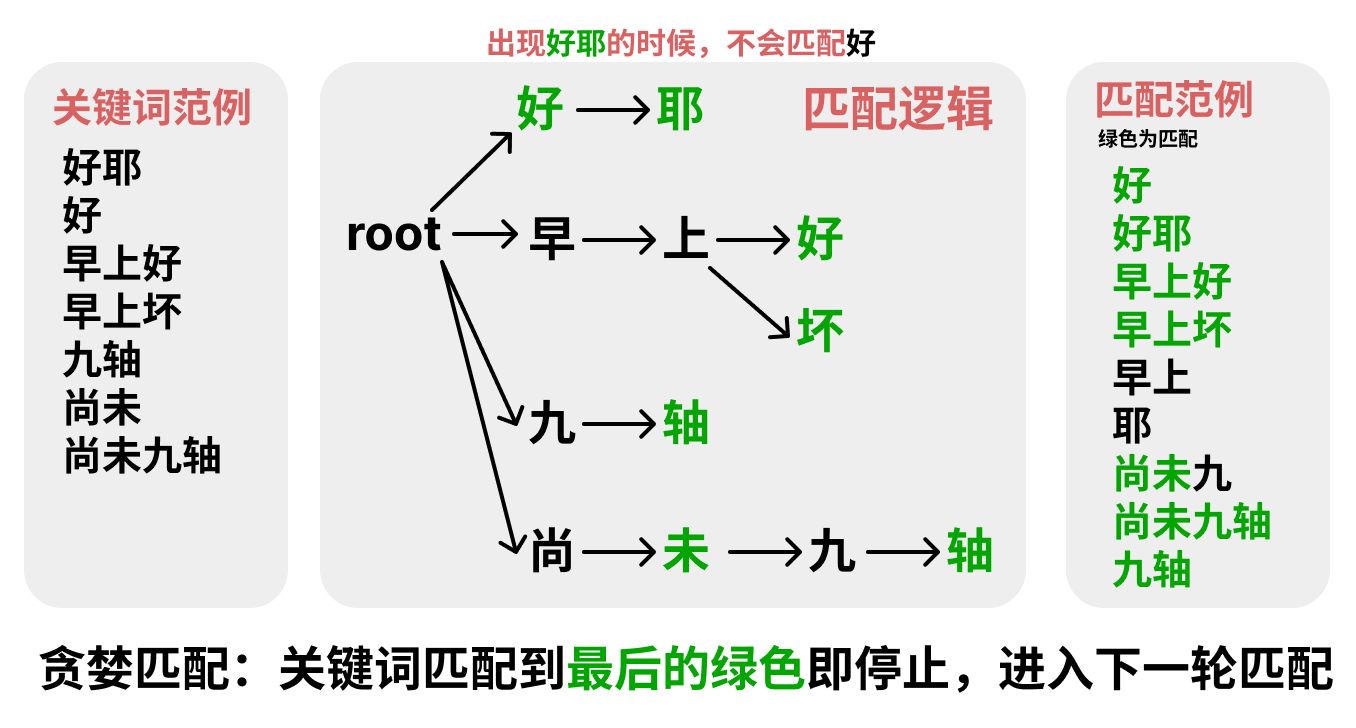 出现好耶的时候，不会匹配好
关键词范例
好耶
好
早上好
早上坏
九轴
尚未
尚未九轴
匹配逻辑
好 耶
root 早 上 好
坏
九 轴
尚 未 九 轴
匹配范例
绿色为匹配
好
好耶
早上好
早上坏
早上
耶
尚未九
尚未九轴
九轴
贪婪匹配：关键词匹配到最后的绿色即停止，进入下一轮匹配